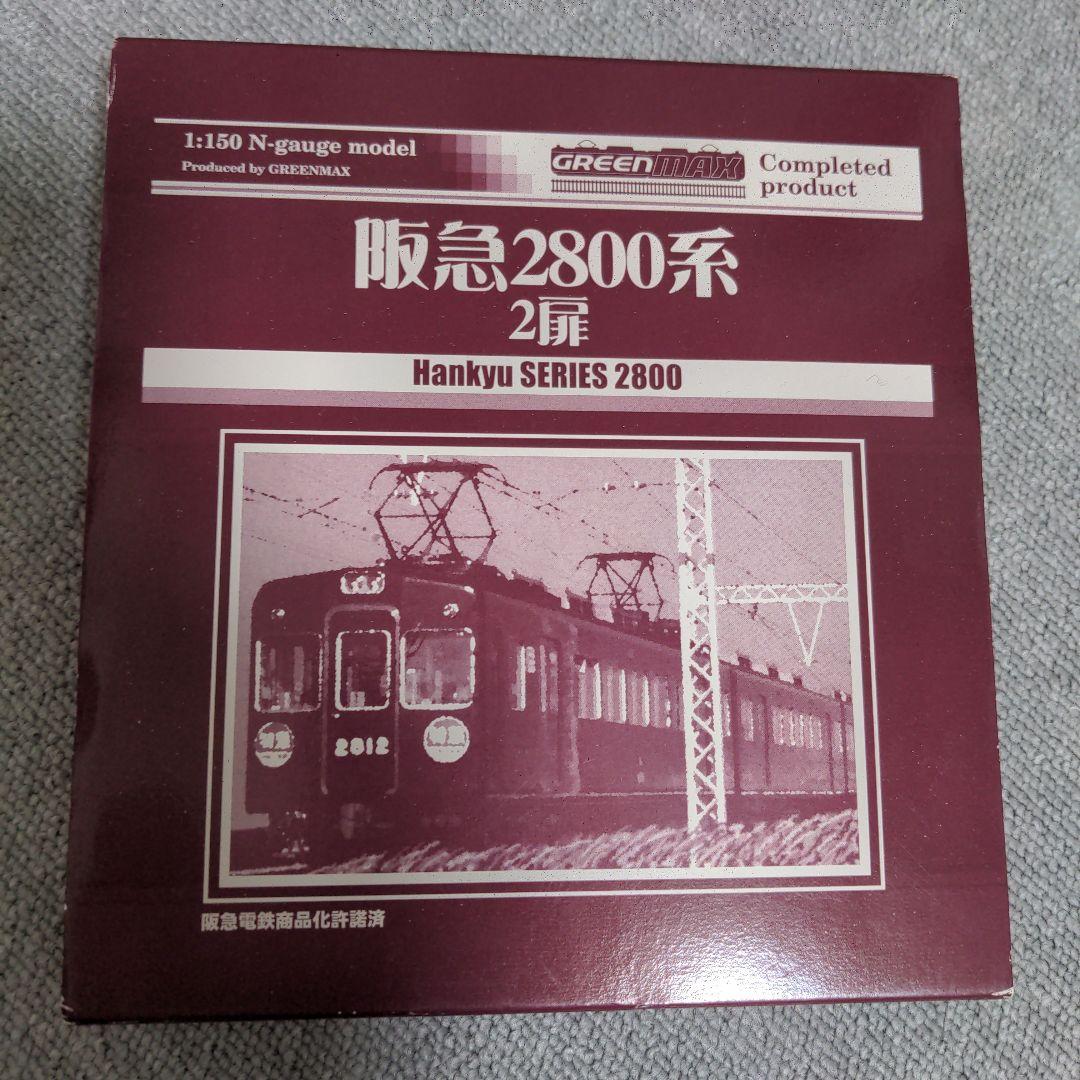 1:150 N-gauge model
Produced by GREENMAX
GREENMAX
Completed
product
阪急2800系
2扉
Hankyu SERIES 2800
2812
阪急電鉄商品化許諾済